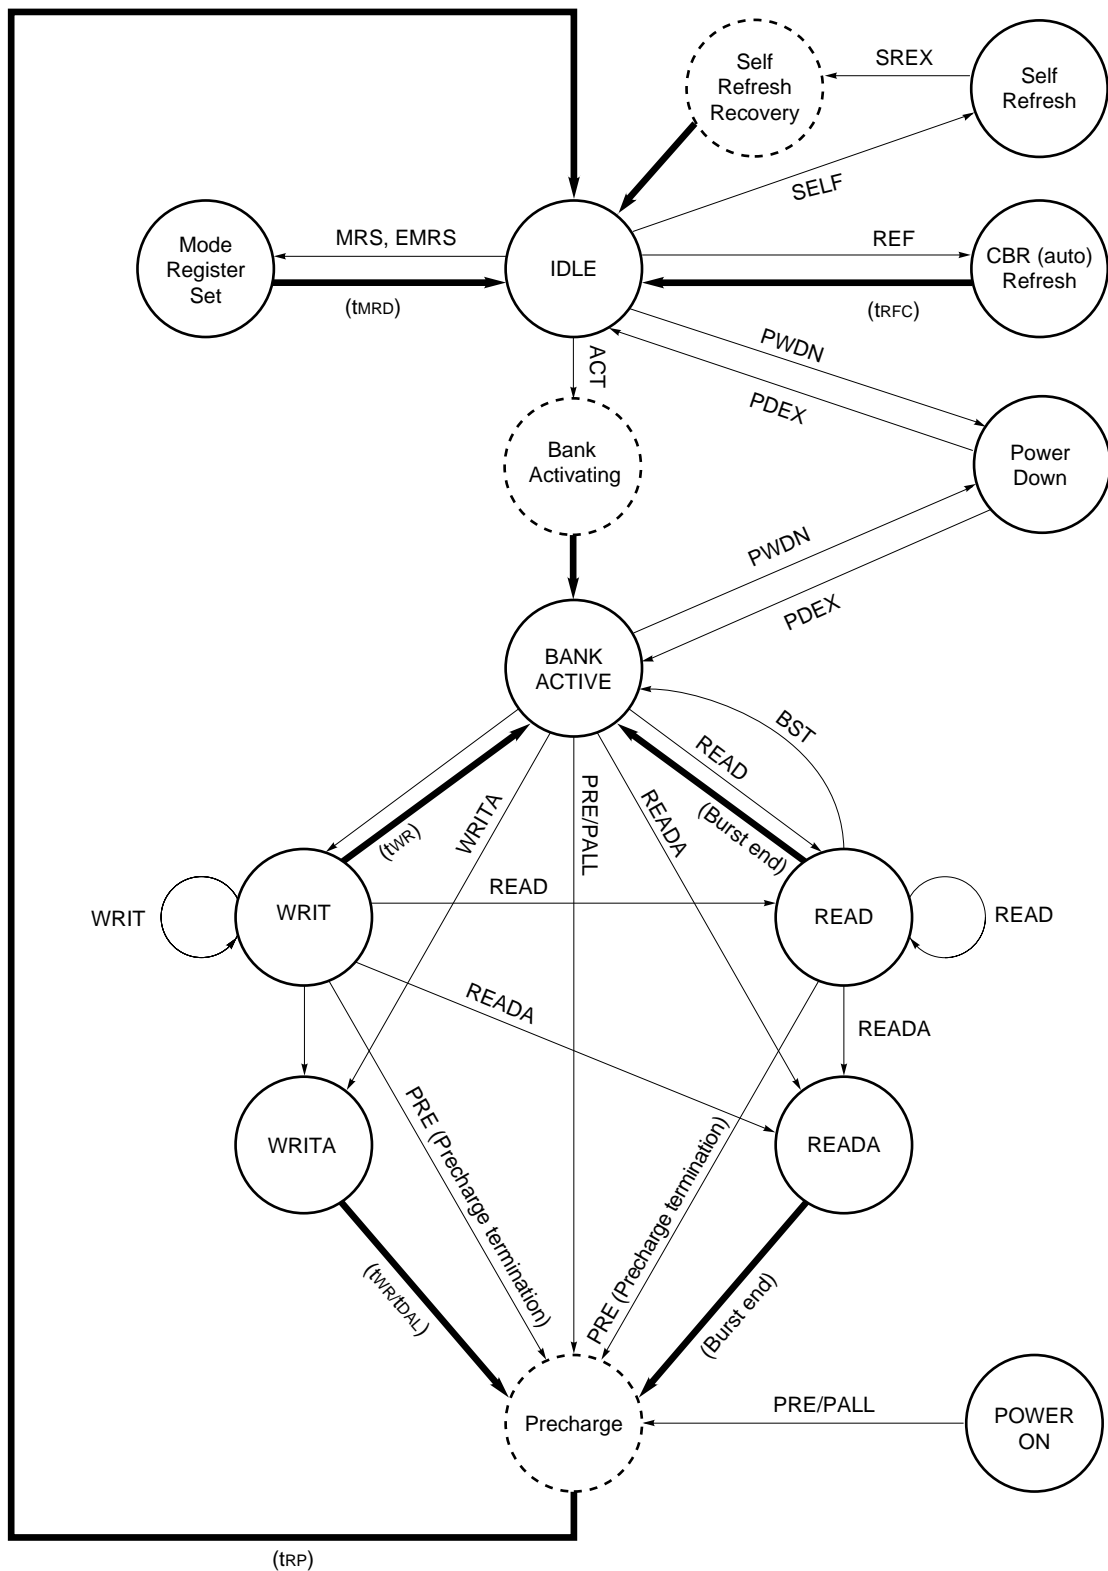 Self
Refresh
Recovery
SREX
Self
Refresh
SELF
Mode
Register
Set
MRS, EMRS
(tMRD)
IDLE
REF
(tRFC)
CBR (auto)
Refresh
ACT
PWDN
PDEX
Bank
Activating
Power
Down
PWDN
PDEX
BANK
ACTIVE
BST
READ
(Burst end)
(tWR)
WRITA
PRE/PALL
READA
WRIT
WRIT
READ
READ
READ
READA
READA
WRITA
READA
PRE (Precharge termination)
PRE (Precharge termination)
(tWR/tDAL)
(Burst end)
Precharge
PRE/PALL
POWER
ON
(tRP)